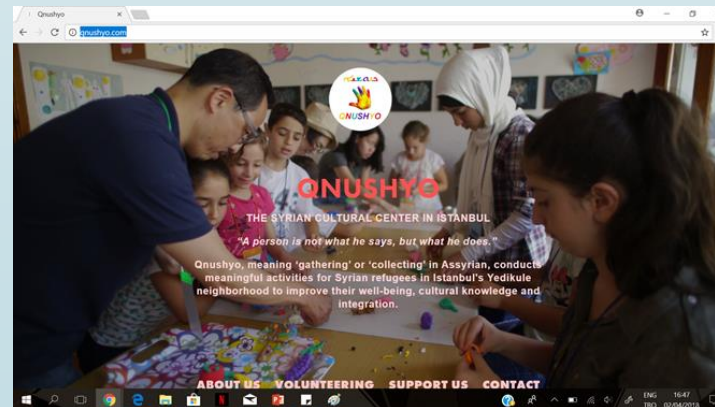 Qnushyo
qnushyo.com
QNUSHYO
QNUSHYO
THE SYRIAN CULTURAL CENTER IN ISTANBUL
"A person is not what he says, but what he does."
Qnushyo, meaning 'gathering' or 'collecting' in Assyrian, conducts
meaningful activities for Syrian refugees in Istanbul's Yedikule
neighborhood to improve their well-being, cultural knowledge and
integration.
ABOUT US VOLUNTEERING SUPPORT US CONTACT
ENG 16:47
TRQ 02/04/2018